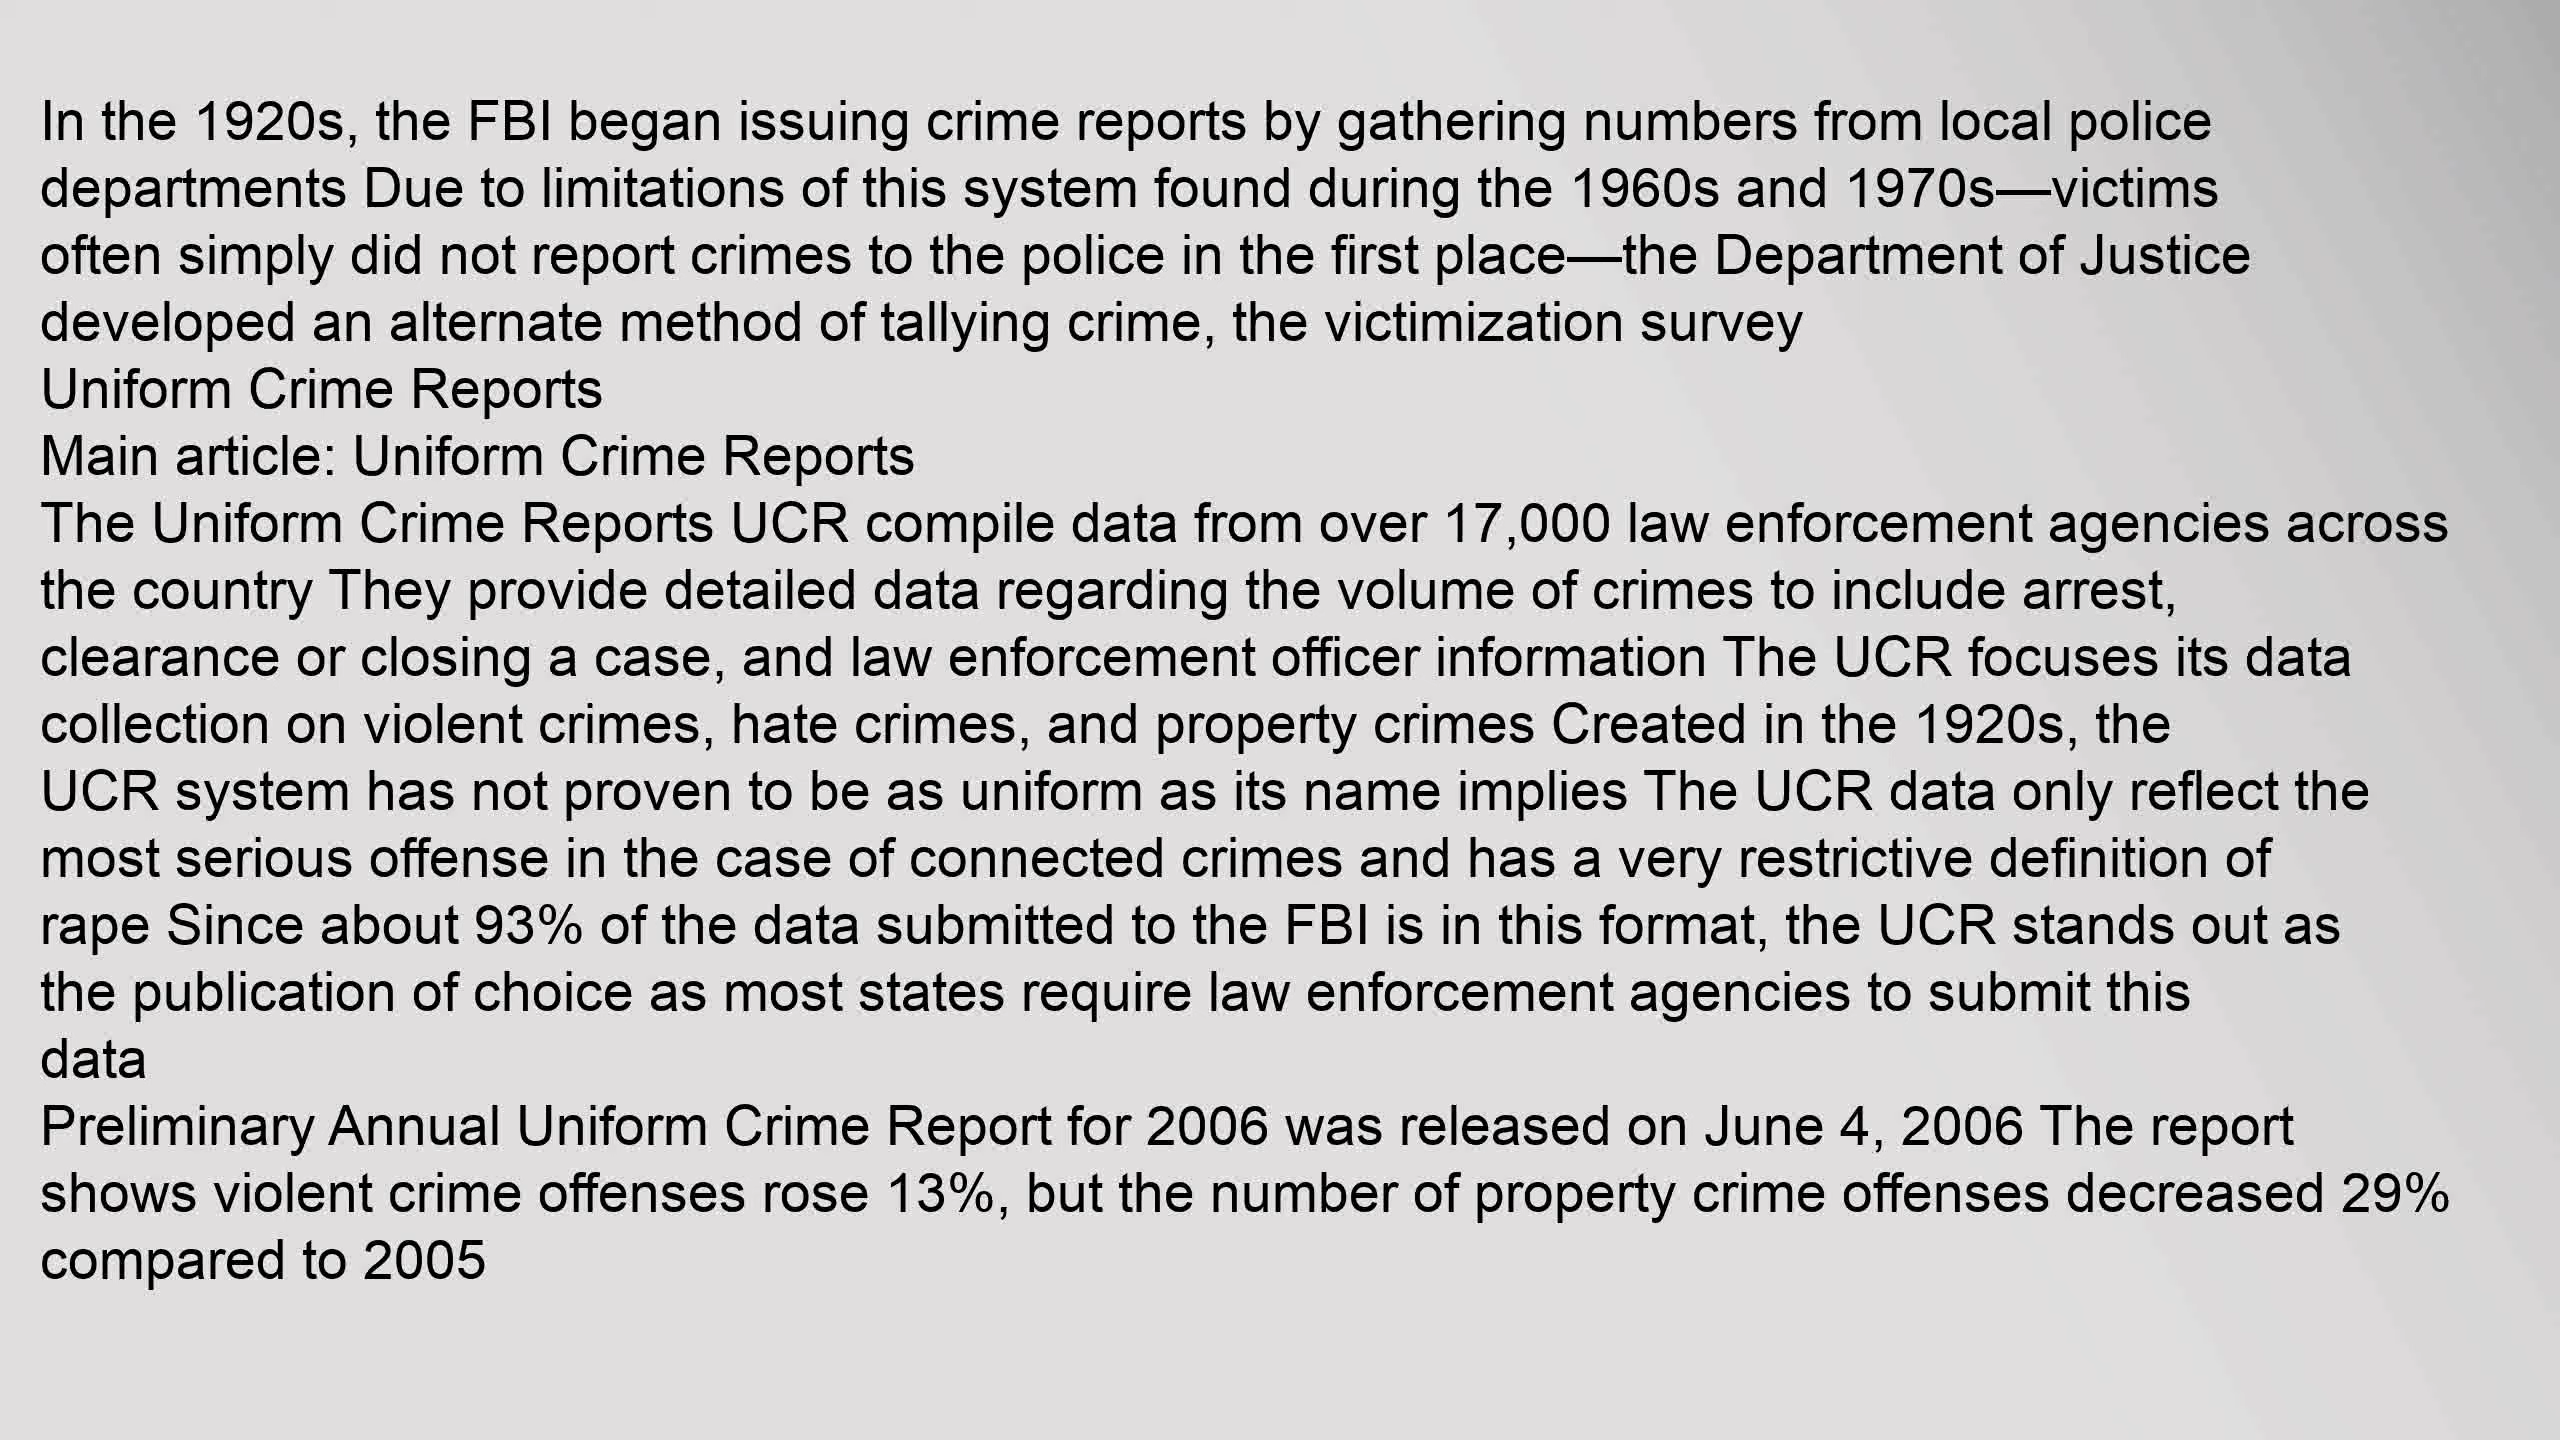 In the 1920s, the FBI began issuing crime reports by gathering numbers from local police
departments Due to limitations of this system found during the 1960s and 1970s—victims
often simply did not report crimes to the police in the first place—the Department of Justice
developed an alternate method of tallying crime, the victimization survey
Uniform Crime Reports
Main article: Uniform Crime Reports
The Uniform Crime Reports UCR compile data from over 17,000 law enforcement agencies across
the country They provide detailed data regarding the volume of crimes to include arrest,
clearance or closing a case, and law enforcement officer information The UCR focuses its data
collection on violent crimes, hate crimes, and property crimes Created in the 1920s, the
UCR system has not proven to be as uniform as its name implies The UCR data only reflect the
most serious offense in the case of connected crimes and has a very restrictive definition of
rape Since about 93% of the data submitted to the FBI is in this format, the UCR stands out as
the publication of choice as most states require law enforcement agencies to submit this
data
Preliminary Annual Uniform Crime Report for 2006 was released on June 4, 2006 The report
shows violent crime offenses rose 13%, but the number of property crime offenses decreased 29%
compared to 2005